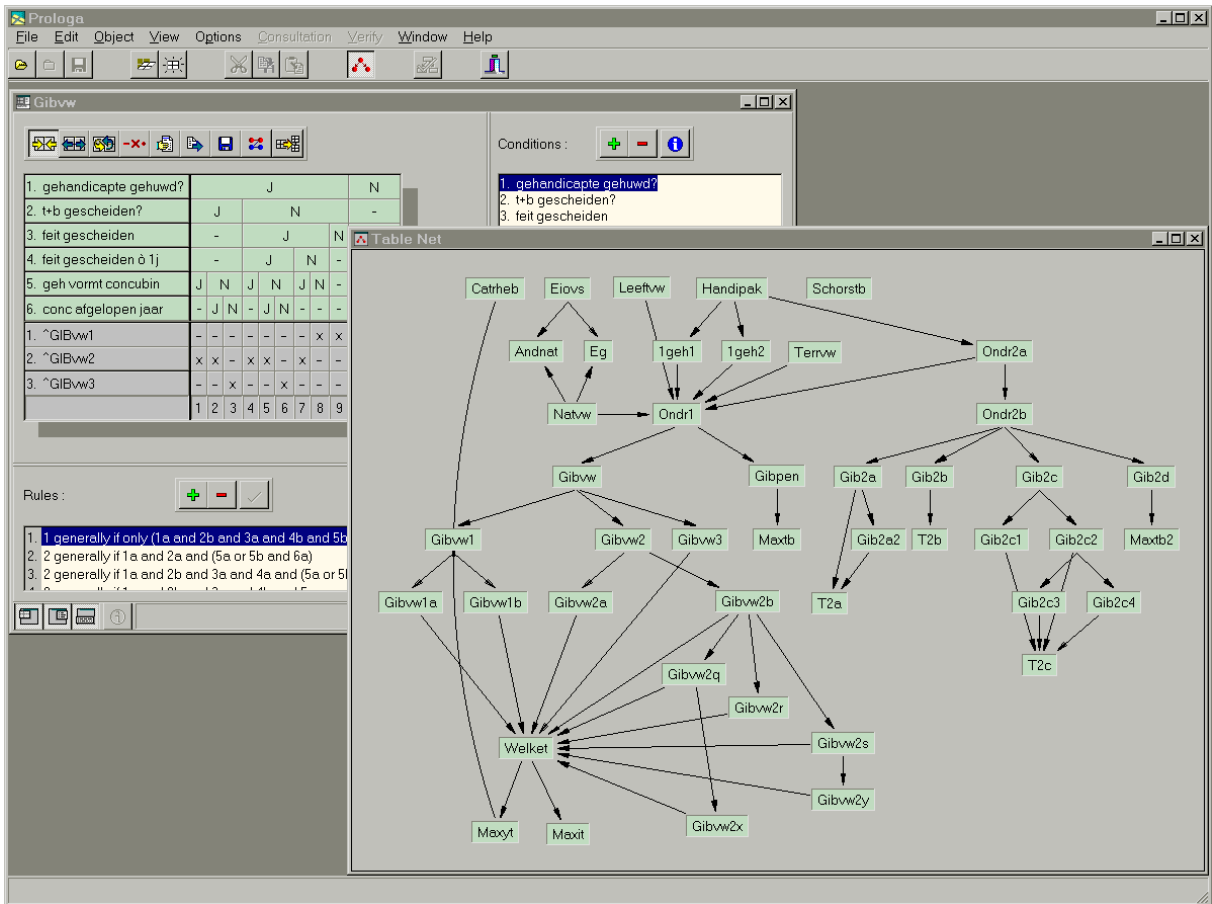 Prologa
File Edit Object View Options Consultation Verify Window Help
Gibvw
Conditions :
1. gehandicapte gehuwd? J N
2. t+b gescheiden? J N -
3. feit gescheiden - J N
4. feit gescheiden ò 1j - J N -
5. geh vormt concubin J N J N J N -
6. conc afgelopen jaar - J N - J N - - -
1. ^GIBvw1 - - - - - - - x x
2. ^GIBvw2 x x - x x - x - -
3. ^GIBvw3 - - x - - x - - -
1 2 3 4 5 6 7 8 9
1. gehandicapte gehuwd?
2. t+b gescheiden?
3. feit gescheiden
Rules :
1. 1 generally if only (1a and 2b and 3a and 4b and 5b
2. 2 generally if 1a and 2a and (5a or 5b and 6a)
3. 2 generally if 1a and 2b and 3a and 4a and (5a or 5l
Table Net
Catrheb Eiovs Leeftvw Handipak Schorstb
Andnat Eg 1geh1 1geh2 Terrvw Ondr2a
Natvw Ondr1 Ondr2b
Gibvw Gibpen Gib2a Gib2b Gib2c Gib2d
Gibvw1 Gibvw2 Gibvw3 Maxtb Gib2a2 T2b Gib2c1 Gib2c2 Maxtb2
Gibvw1a Gibvw1b Gibvw2a Gibvw2b T2a Gib2c3 Gib2c4
T2c
Gibvw2q
Gibvw2r
Welket Gibvw2s
Gibvw2y
Maxyt Maxit Gibvw2x